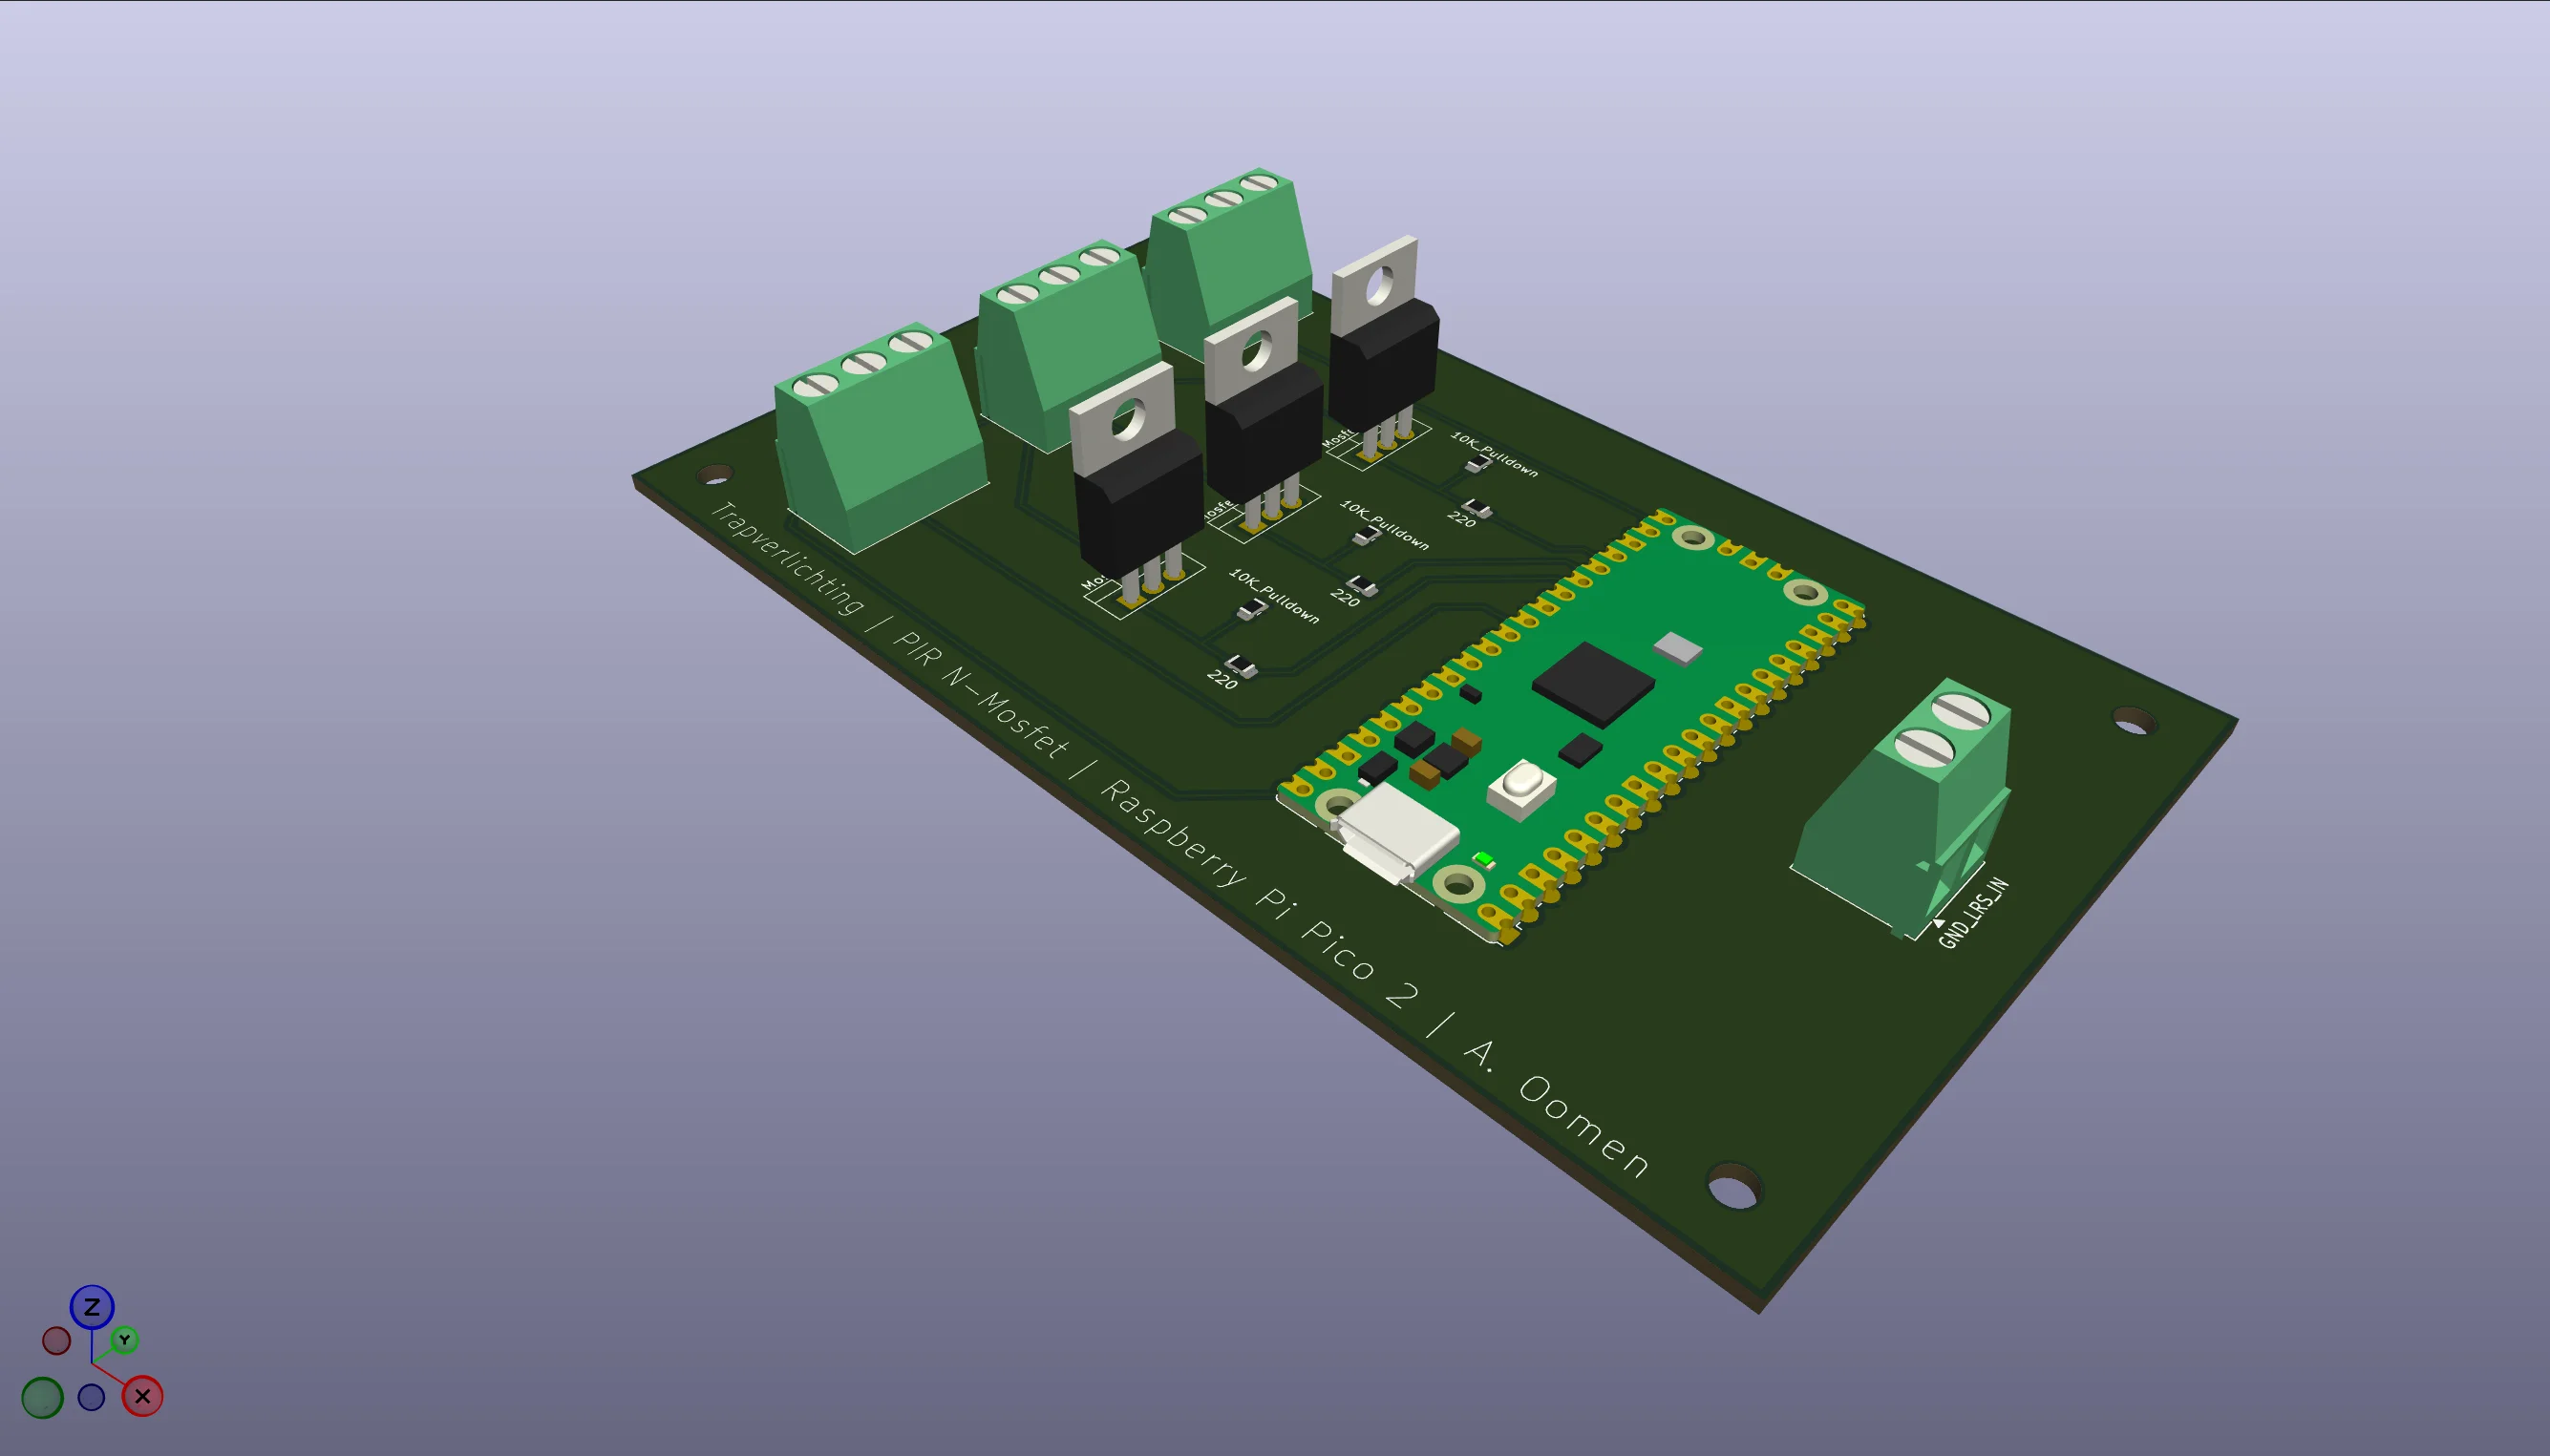 10K_Pulldown
220
10K_Pulldown
220
10K_Pulldown
220
Trapverlichting | PIR N-Mosfet | Raspberry Pi Pico 2 | A. Oomen
GND_LRS_IN
Z
Y
X